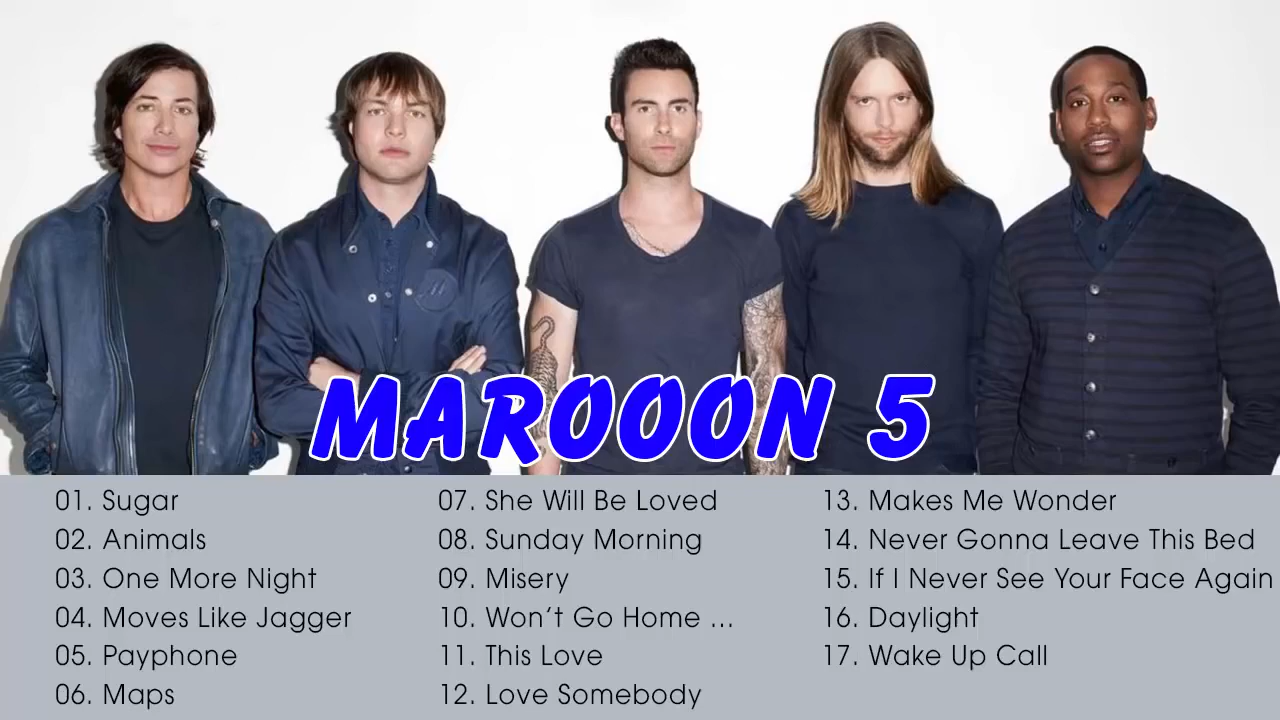 MAROOON 5
01. Sugar
02. Animals
03. One More Night
04. Moves Like Jagger
05. Payphone
06. Maps
07. She Will Be Loved
08. Sunday Morning
09. Misery
10. Won’t Go Home ...
11. This Love
12. Love Somebody
13. Makes Me Wonder
14. Never Gonna Leave This Bed
15. If I Never See Your Face Again
16. Daylight
17. Wake Up Call